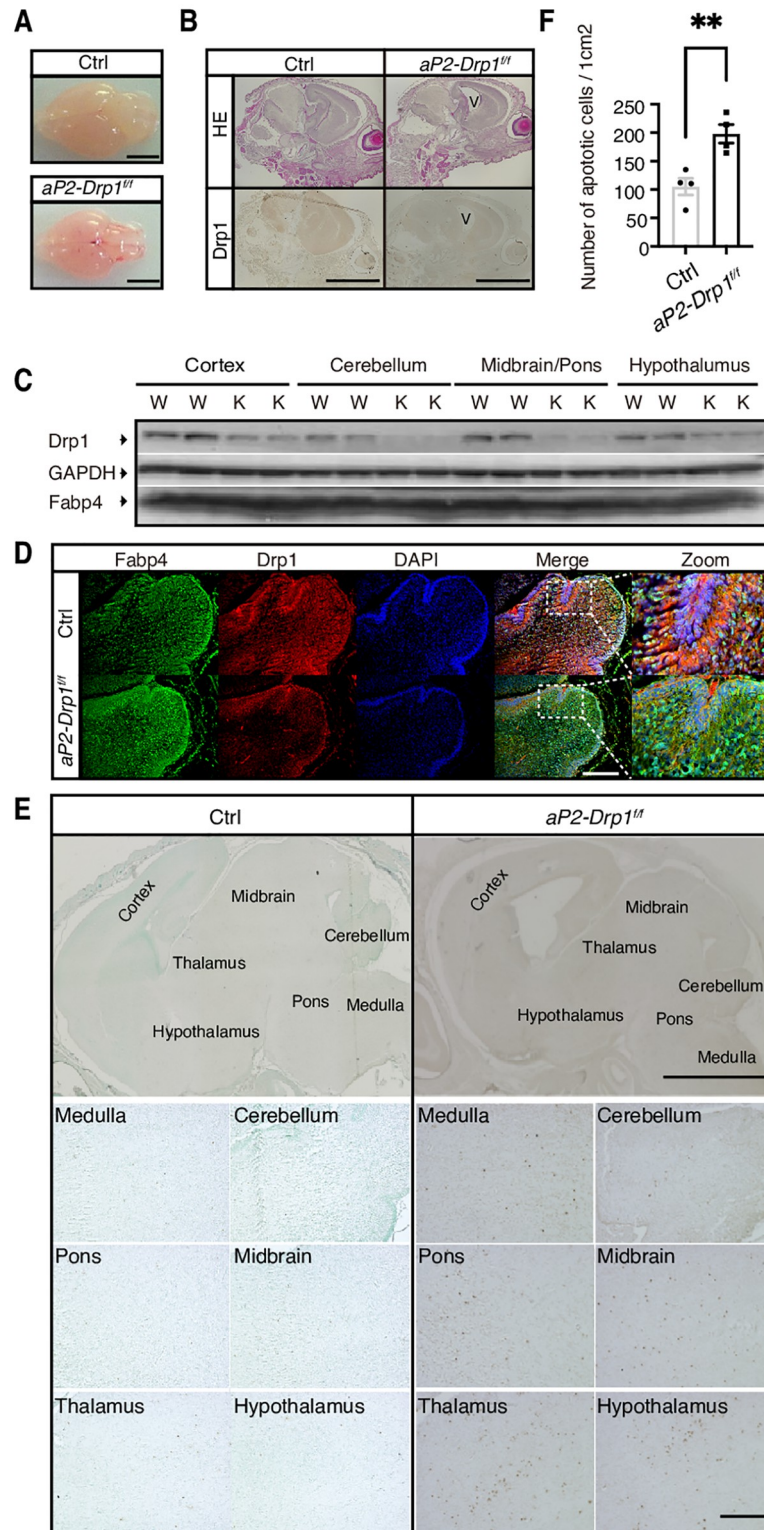 A
Ctrl
aP2-Drp1f/f
B
Ctrl
aP2-Drp1f/f
HE
V
Drp1
V
F
**
Number of apototic cells / 1cm2
250
200
150
100
50
0
Ctrl
aP2-Drp1f/f
C
Cortex
Cerebellum
Midbrain/Pons
Hypothalumus
W W K K W W K K W W K K W W K K
Drp1
GAPDH
Fabp4
D
Fabp4
Drp1
DAPI
Merge
Zoom
Ctrl
aP2-Drp1f/f
E
Ctrl
aP2-Drp1f/f
Cortex
Midbrain
Cerebellum
Thalamus
Pons
Medulla
Hypothalamus
Cortex
Midbrain
Thalamus
Cerebellum
Hypothalamus
Pons
Medulla
Medulla
Cerebellum
Medulla
Cerebellum
Pons
Midbrain
Pons
Midbrain
Thalamus
Hypothalamus
Thalamus
Hypothalamus